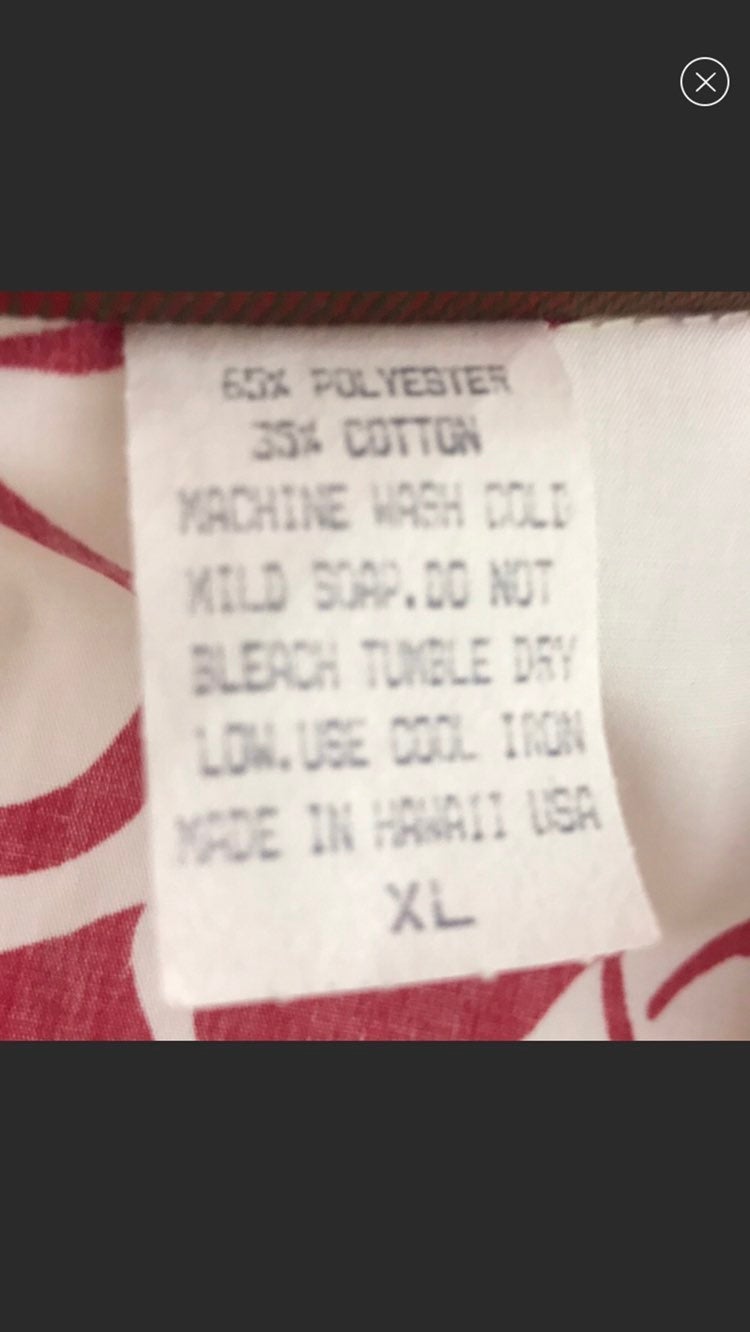 65% POLYESTER
35% COTTON
MACHINE WASH COLD
MILD SOAP.DO NOT
BLEACH TUMBLE DRY
LOW.USE COOL IRON
MADE IN HAWAII USA
XL